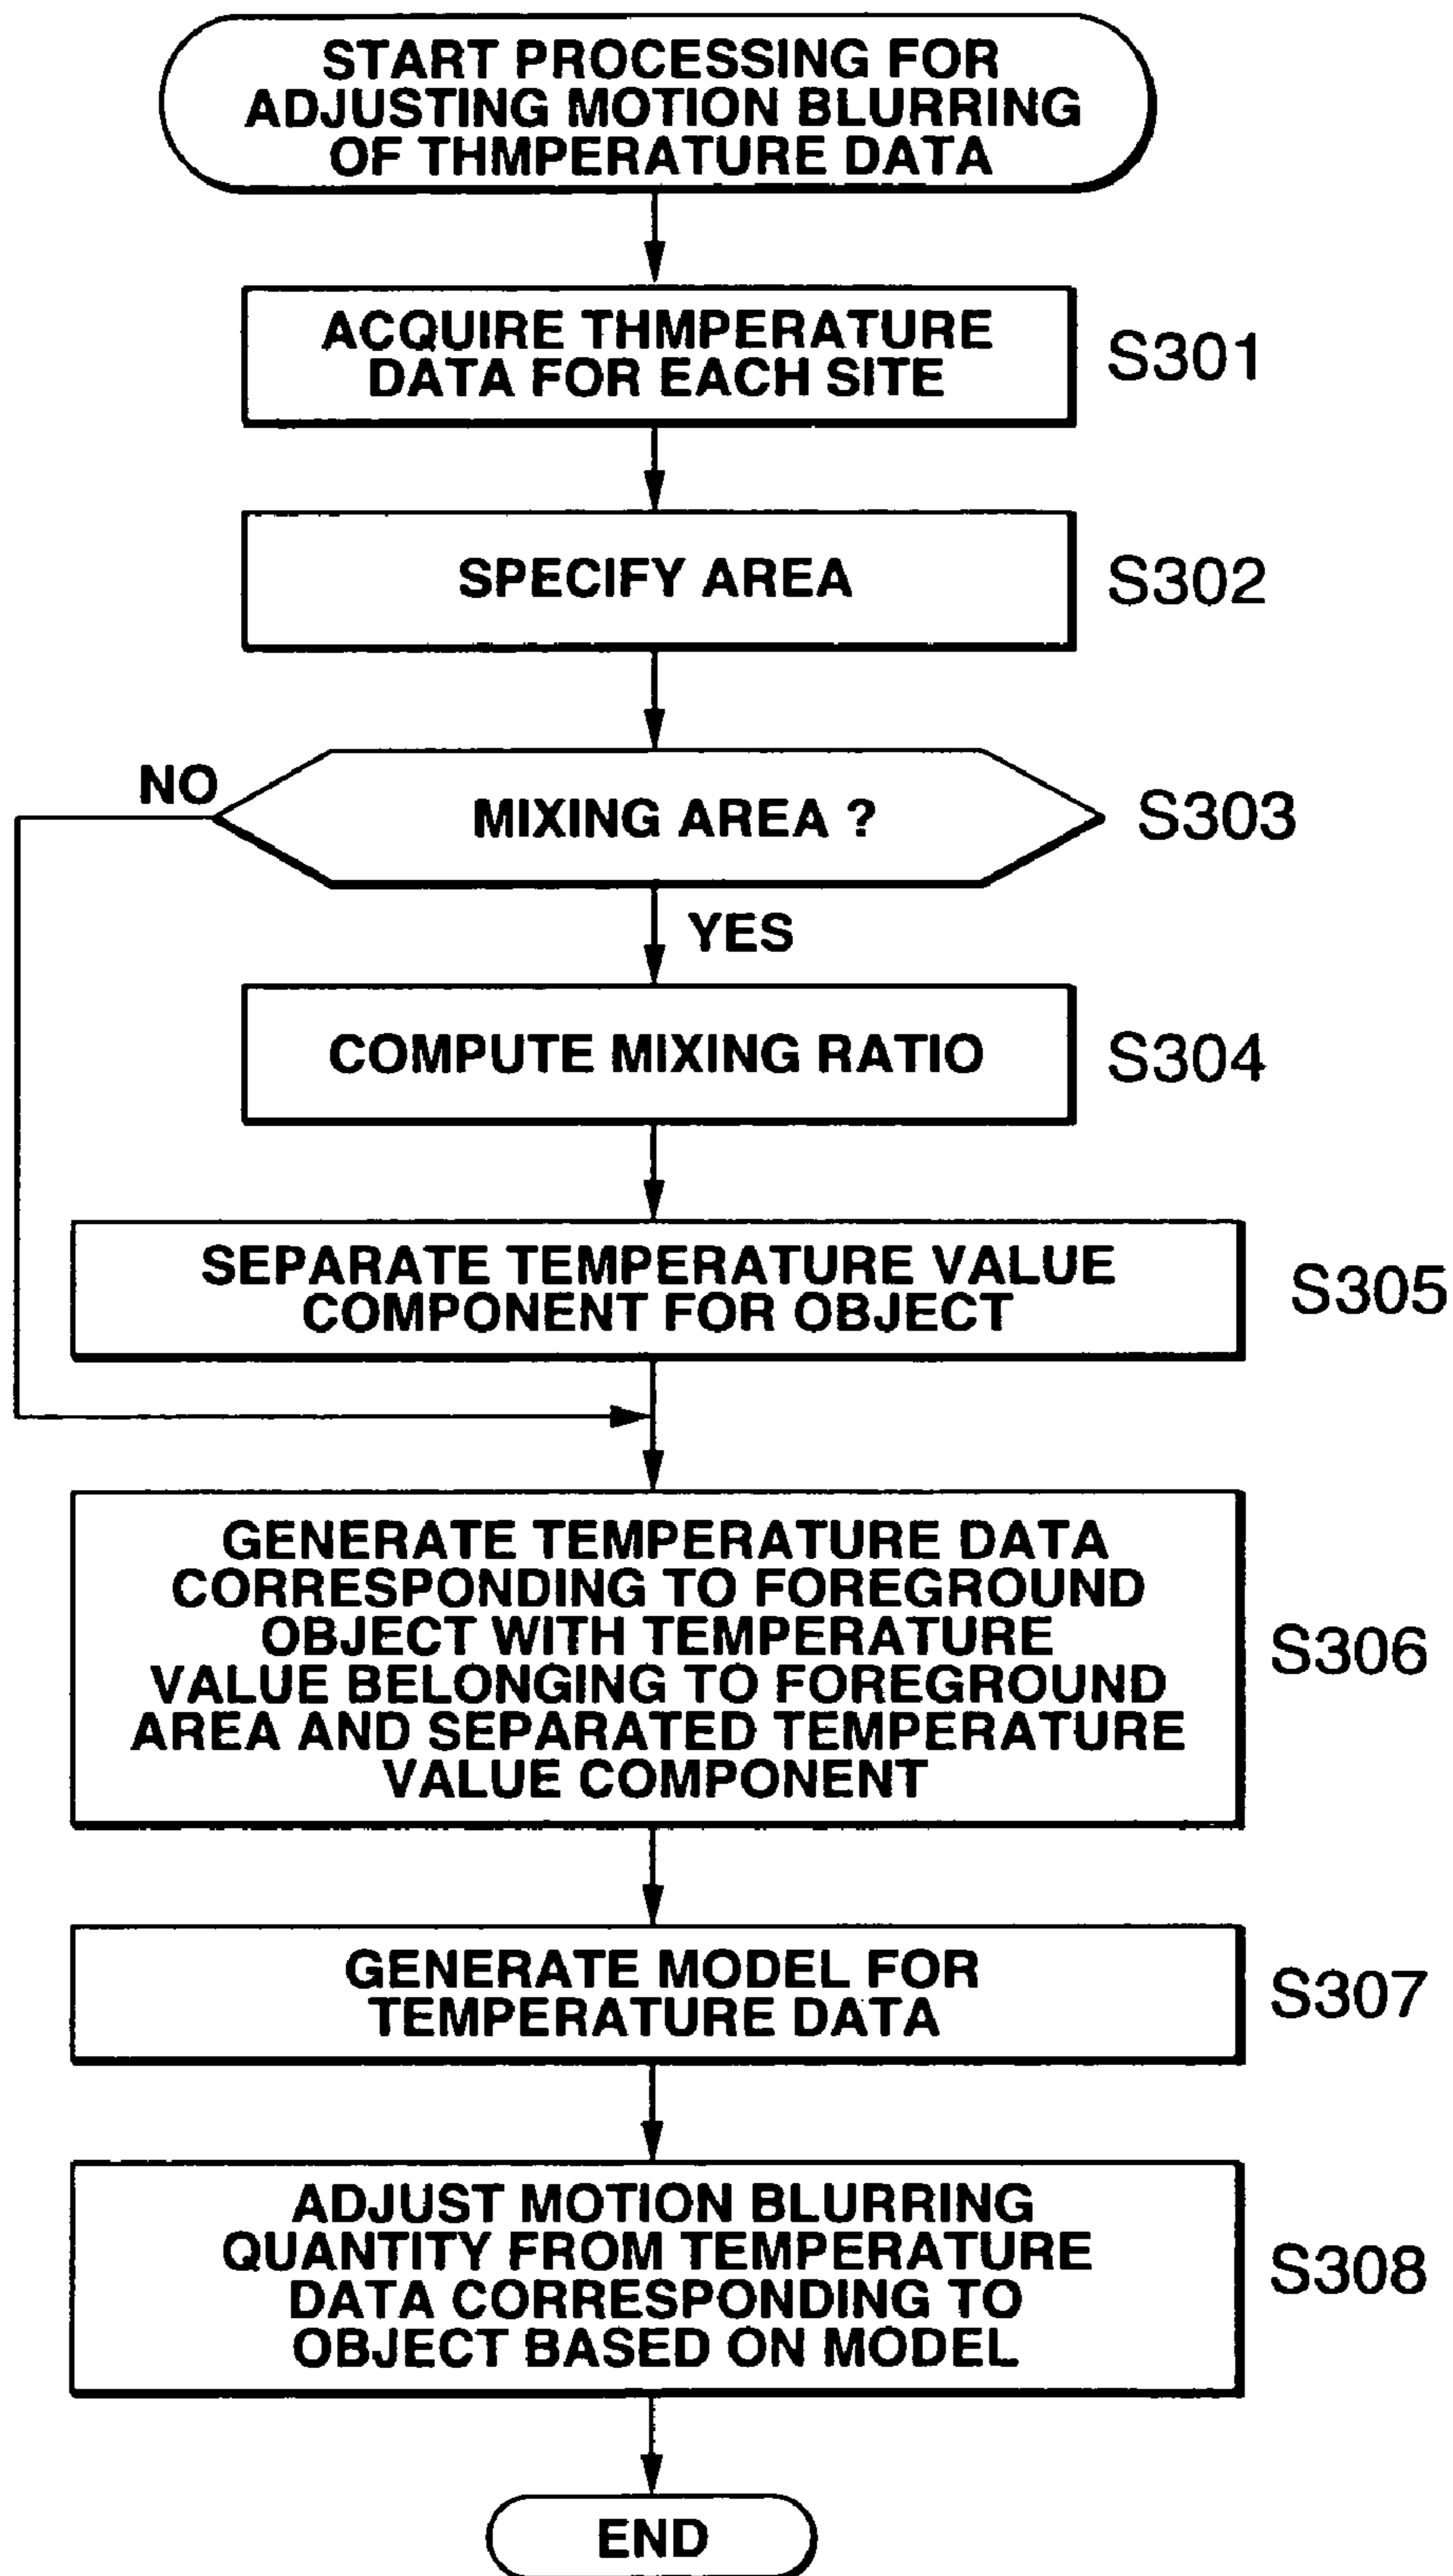 START PROCESSING FOR
ADJUSTING MOTION BLURRING
OF THMPERATURE DATA
ACQUIRE THMPERATURE
DATA FOR EACH SITE
S301
SPECIFY AREA
S302
NO
MIXING AREA ?
S303
YES
COMPUTE MIXING RATIO
S304
SEPARATE TEMPERATURE VALUE
COMPONENT FOR OBJECT
S305
GENERATE TEMPERATURE DATA
CORRESPONDING TO FOREGROUND
OBJECT WITH TEMPERATURE
VALUE BELONGING TO FOREGROUND
AREA AND SEPARATED TEMPERATURE
VALUE COMPONENT
S306
GENERATE MODEL FOR
TEMPERATURE DATA
S307
ADJUST MOTION BLURRING
QUANTITY FROM TEMPERATURE
DATA CORRESPONDING TO
OBJECT BASED ON MODEL
S308
END